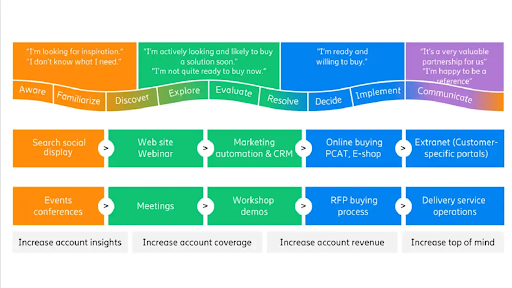 "I'm looking for inspiration."
"I don't know what I need."
"I'm actively looking and likely to buy
a solution soon."
"I'm not quite ready to buy now."
"I'm ready and
willing to buy."
"It's a very valuable
partnership for us"
"I'm happy to be a
reference"
Aware
Familiarize
Discover
Explore
Evaluate
Resolve
Decide
Implement
Communicate
Search social
display
>
Web site
Webinar
>
Marketing
automation & CRM
>
Online buying
PCAT, E-shop
>
Extranet (Customer-
specific portals)
Events
conferences
>
Meetings
>
Workshop
demos
>
RFP buying
process
>
Delivery service
operations
Increase account insights
Increase account coverage
Increase account revenue
Increase top of mind